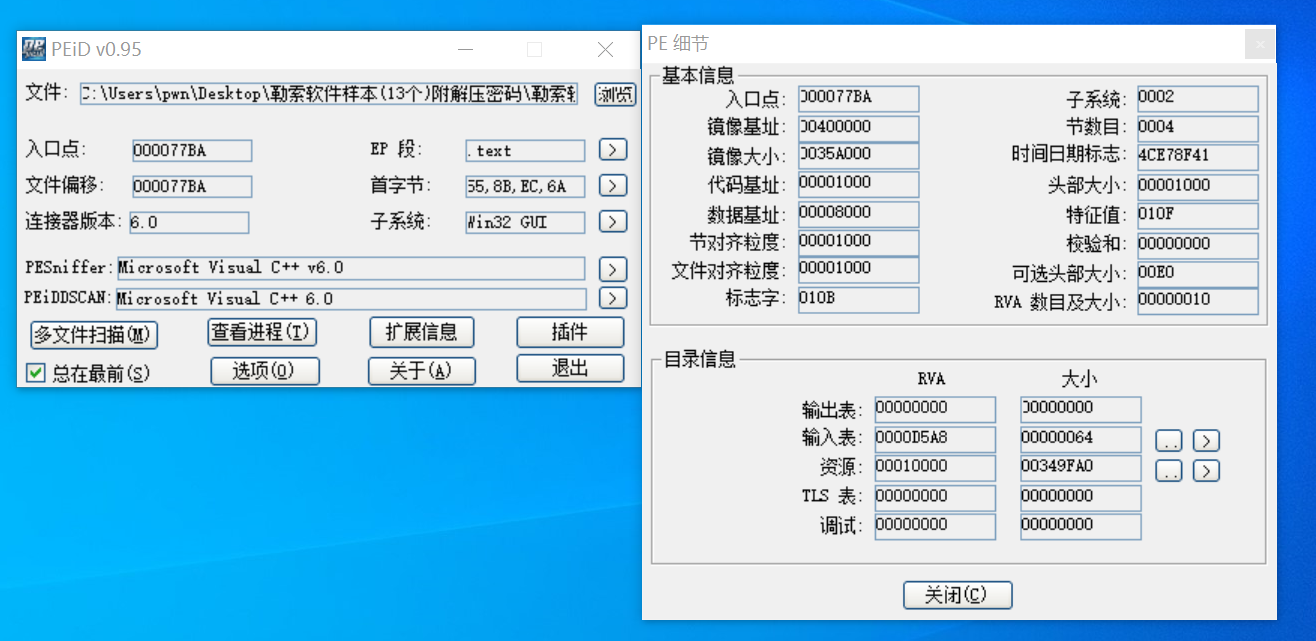 PEiD v0.95
文件: C:\Users\pwn\Desktop\勒索软件样本(13个)附解压密码\勒索 浏览
入口点: 000077BA EP 段: .text >
文件偏移: 000077BA 首字节: 55,8B,EC,6A >
连接器版本: 6.0 子系统: Win32 GUI >
PESniffer: Microsoft Visual C++ v6.0 >
PEiDDSCAN: Microsoft Visual C++ 6.0 >
多文件扫描(M) 查看进程(T) 扩展信息 插件
总在最前(S) 选项(O) 关于(A) 退出
PE 细节
基本信息
入口点: 000077BA 子系统: 0002
镜像基址: 00400000 节数目: 0004
镜像大小: 0035A000 时间日期标志: 4CE78F41
代码基址: 00001000 头部大小: 00001000
数据基址: 00008000 特征值: 010F
节对齐粒度: 00001000 校验和: 00000000
文件对齐粒度: 00001000 可选头部大小: 00E0
标志字: 010B RVA 数目及大小: 00000010
目录信息
RVA 大小
输出表: 00000000 00000000
输入表: 0000D5A8 00000064 .. >
资源: 00010000 00349FA0 .. >
TLS 表: 00000000 00000000
调试: 00000000 00000000
关闭(C)